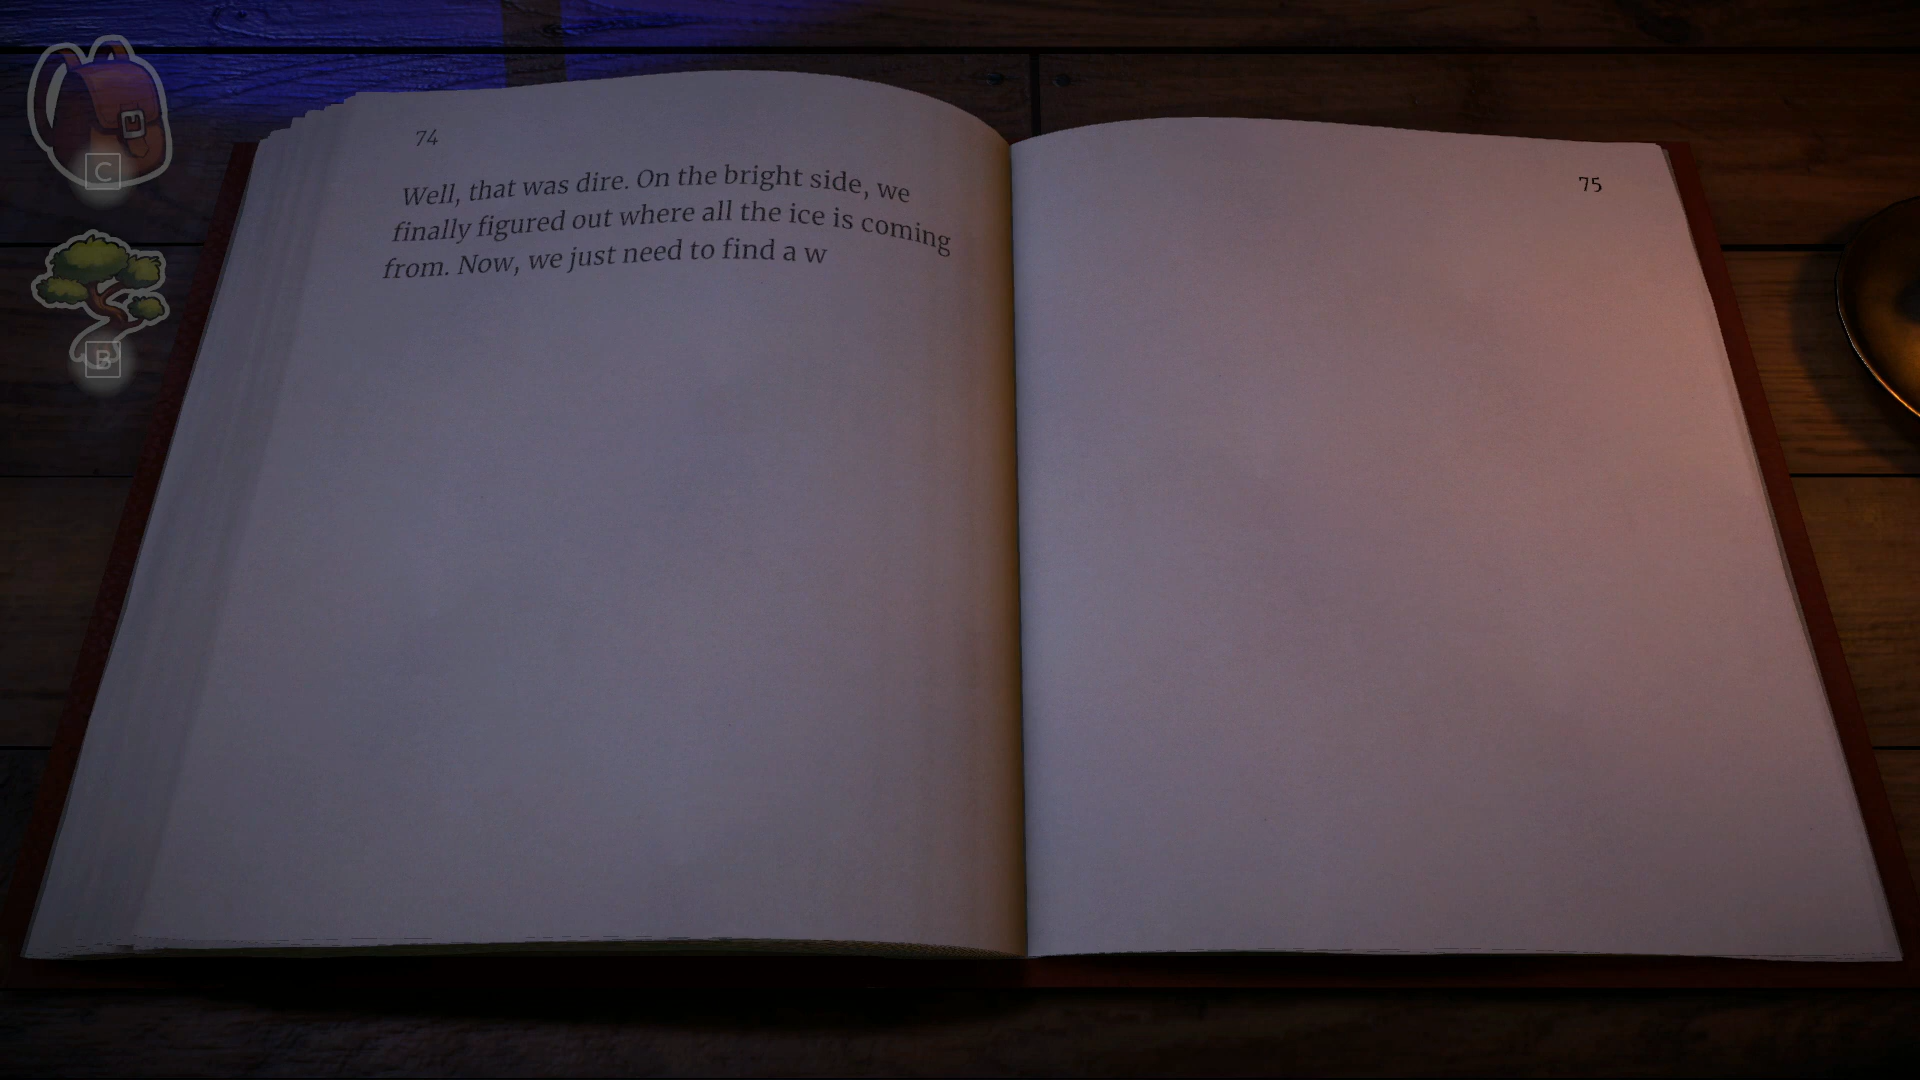 C
B
74
Well, that was dire. On the bright side, we
finally figured out where all the ice is coming
from. Now, we just need to find a w
75